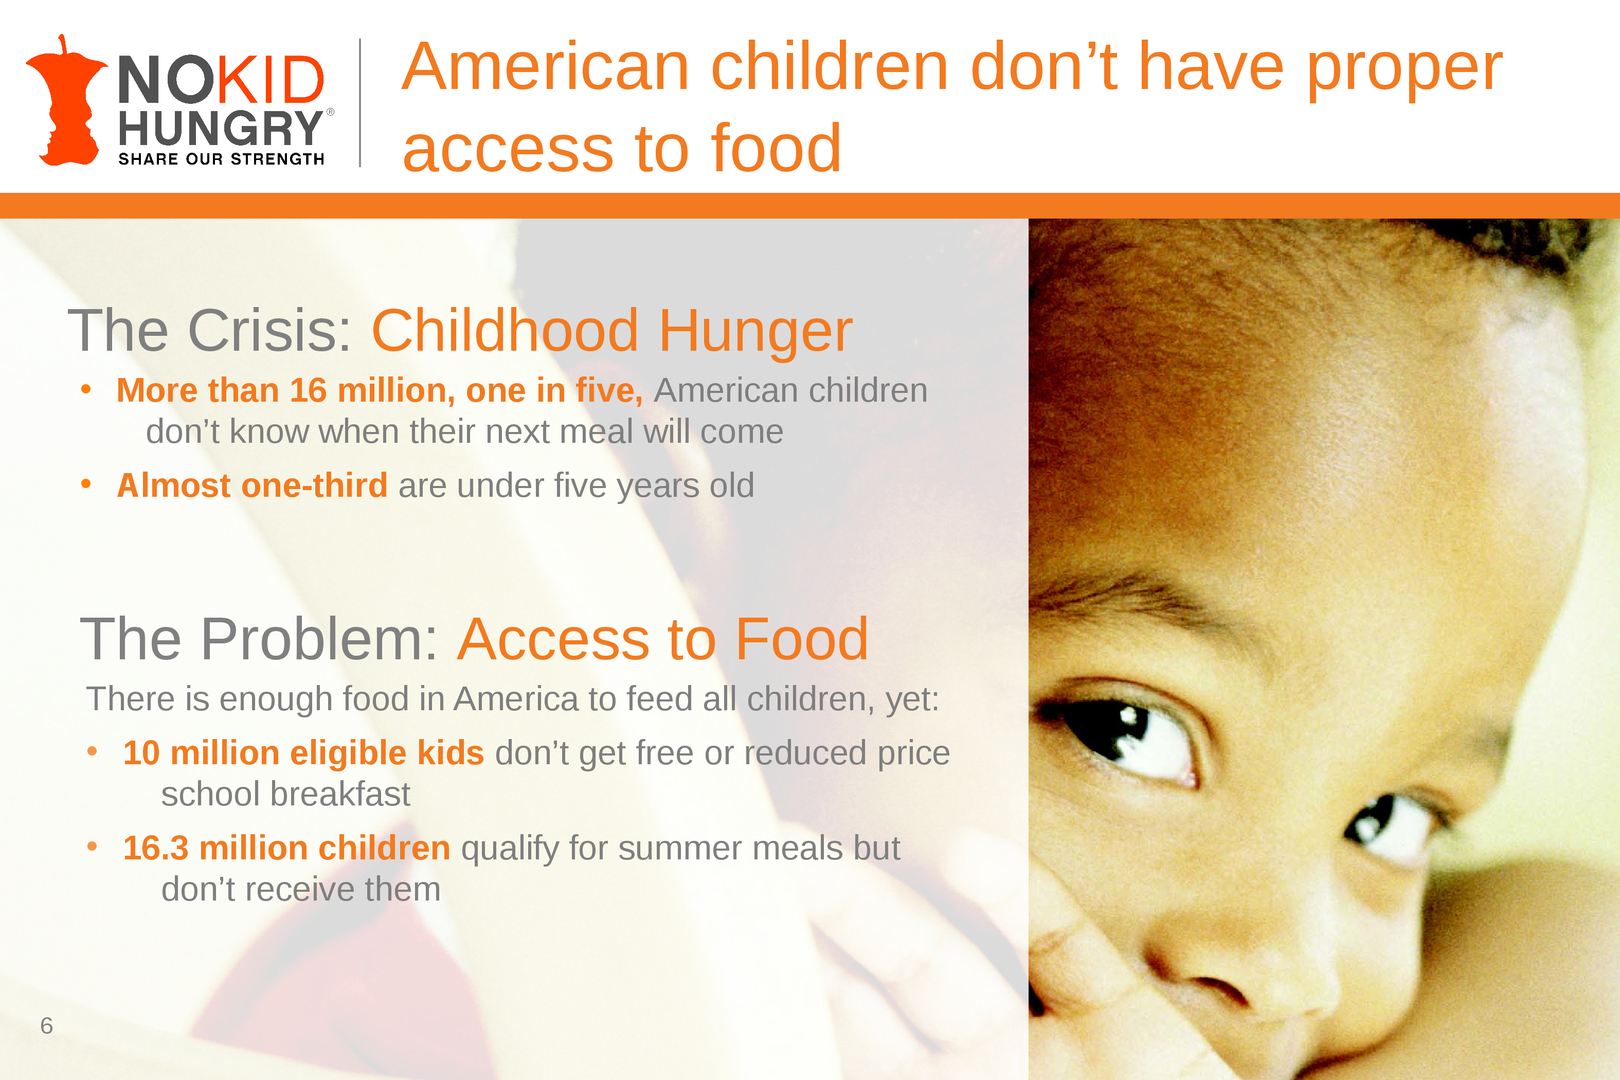 NOKID
HUNGRY®
SHARE OUR STRENGTH
American children don’t have proper
access to food
The Crisis: Childhood Hunger
• More than 16 million, one in five, American children
don’t know when their next meal will come
• Almost one-third are under five years old
The Problem: Access to Food
There is enough food in America to feed all children, yet:
• 10 million eligible kids don’t get free or reduced price
school breakfast
• 16.3 million children qualify for summer meals but
don’t receive them
6